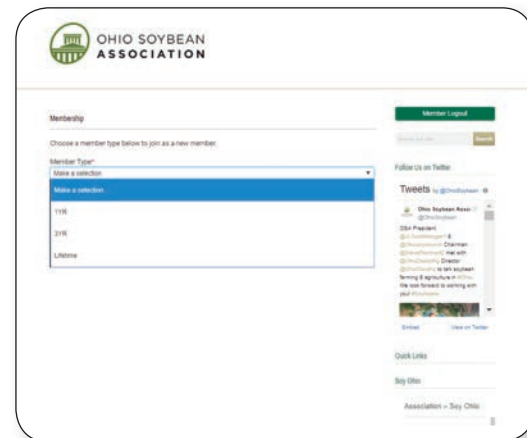 OHIO SOYBEAN
ASSOCIATION
Membership
Choose a member type below to join as a new member.
Member Type*
Make a selection
Make a selection
1YR
3YR
Lifetime
Member Logout
Search
Follow Us on Twitter
Tweets by @OhioSoybean
Ohio Soybean Assoc
@OhioSoybean
OSA President
Chairman
met with
Director
to talk soybean
farming & agriculture in #Ohio.
We look forward to working with
you!
Embed
View on Twitter
Quick Links
Soy Ohio
Association – Soy Ohio